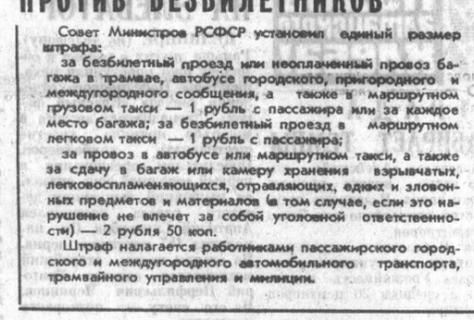 ПРОТИВ БЕЗБИЛЕТНИКОВ
Совет Министров РСФСР установил единый размер
штрафа:
за безбилетный проезд или неоплаченный провоз ба-
гажа в трамвае, автобусе городского, пригородного и
междугородного сообщения, а также в маршрутном
грузовом такси — 1 рубль с пассажира или за каждое
место багажа; за безбилетный проезд в маршрутном
легковом такси — 1 рубль с пассажира;
за провоз в автобусе или маршрутном такси, а также
за сдачу в багаж или камеру хранения взрывчатых,
легковоспламеняющихся, отравляющих, едких и зловон-
ных предметов и материалов (в том случае, если это на-
рушение не влечет за собой уголовной ответственно-
сти) — 2 рубля 50 коп.
Штраф налагается работниками пассажирского город-
ского и междугородного автомобильного транспорта,
трамвайного управления и милиции.